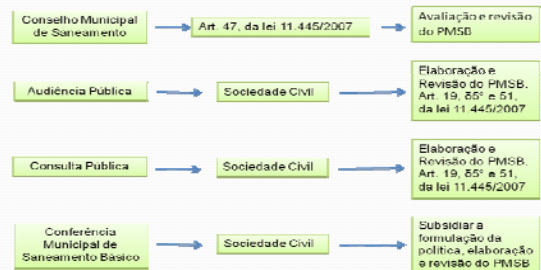 Conselho Municipal
de Saneamento
Art. 47, da lei 11.445/2007
Avaliação e revisão
do PMSB
Audiência Pública
Sociedade Civil
Elaboração e
Revisão do PMSB.
Art. 19, §5° e 51,
da lei 11.445/2007
Consulta Pública
Sociedade Civil
Elaboração e
Revisão do PMSB.
Art. 19, §5° e 51,
da lei 11.445/2007
Conferência
Municipal de
Saneamento Básico
Sociedade Civil
Subsidiar a
formulação da
política, elaboração
e revisão do PMSB